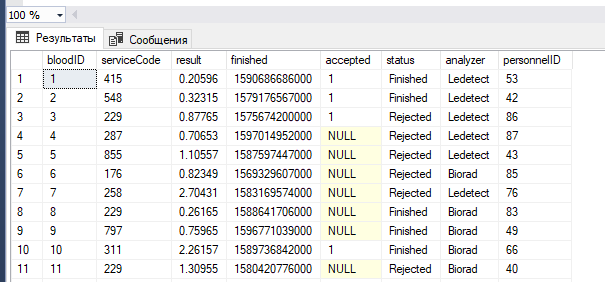 100 %
Результаты Сообщения
bloodID serviceCode result finished accepted status analyzer personnelID
1 1 415 0.20596 1590686686000 1 Finished Ledetect 53
2 2 548 0.32315 1579176567000 1 Finished Ledetect 42
3 3 229 0.87765 1575674200000 1 Rejected Ledetect 86
4 4 287 0.70653 1597014952000 NULL Rejected Ledetect 87
5 5 855 1.10557 1587597447000 NULL Rejected Ledetect 43
6 6 176 0.82349 1569329607000 NULL Rejected Biorad 85
7 7 258 2.70431 1583169574000 NULL Rejected Ledetect 76
8 8 229 0.26165 1588641706000 NULL Finished Biorad 83
9 9 797 0.75965 1596771039000 NULL Finished Biorad 49
10 10 311 2.26157 1589736842000 1 Finished Biorad 66
11 11 229 1.30955 1580420776000 NULL Rejected Biorad 40